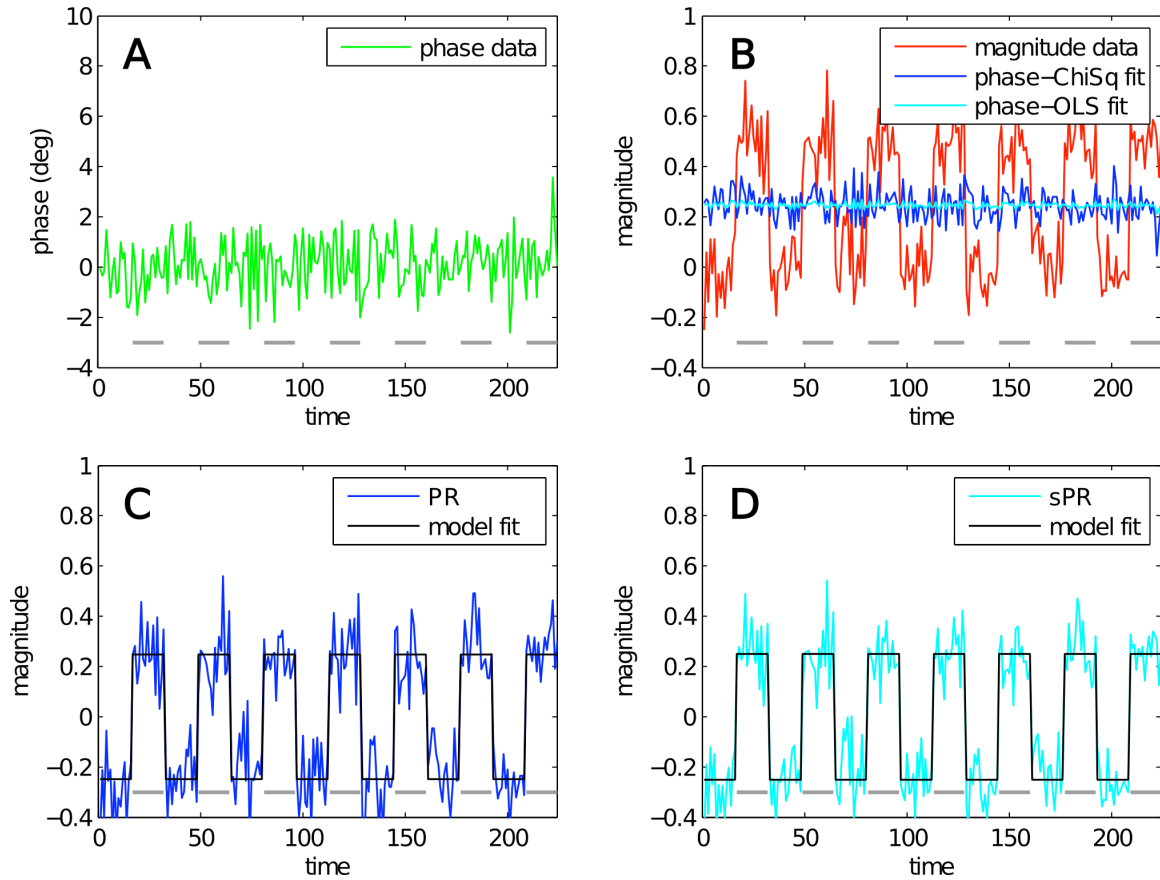 A
phase data
phase (deg)
10
8
6
4
2
0
−2
−4
0
50
100
150
200
time
B
magnitude data
phase−ChiSq fit
phase−OLS fit
magnitude
1
0.8
0.6
0.4
0.2
0
−0.2
−0.4
0
50
100
150
200
time
C
PR
model fit
magnitude
1
0.8
0.6
0.4
0.2
0
−0.2
−0.4
0
50
100
150
200
time
D
sPR
model fit
magnitude
1
0.8
0.6
0.4
0.2
0
−0.2
−0.4
0
50
100
150
200
time